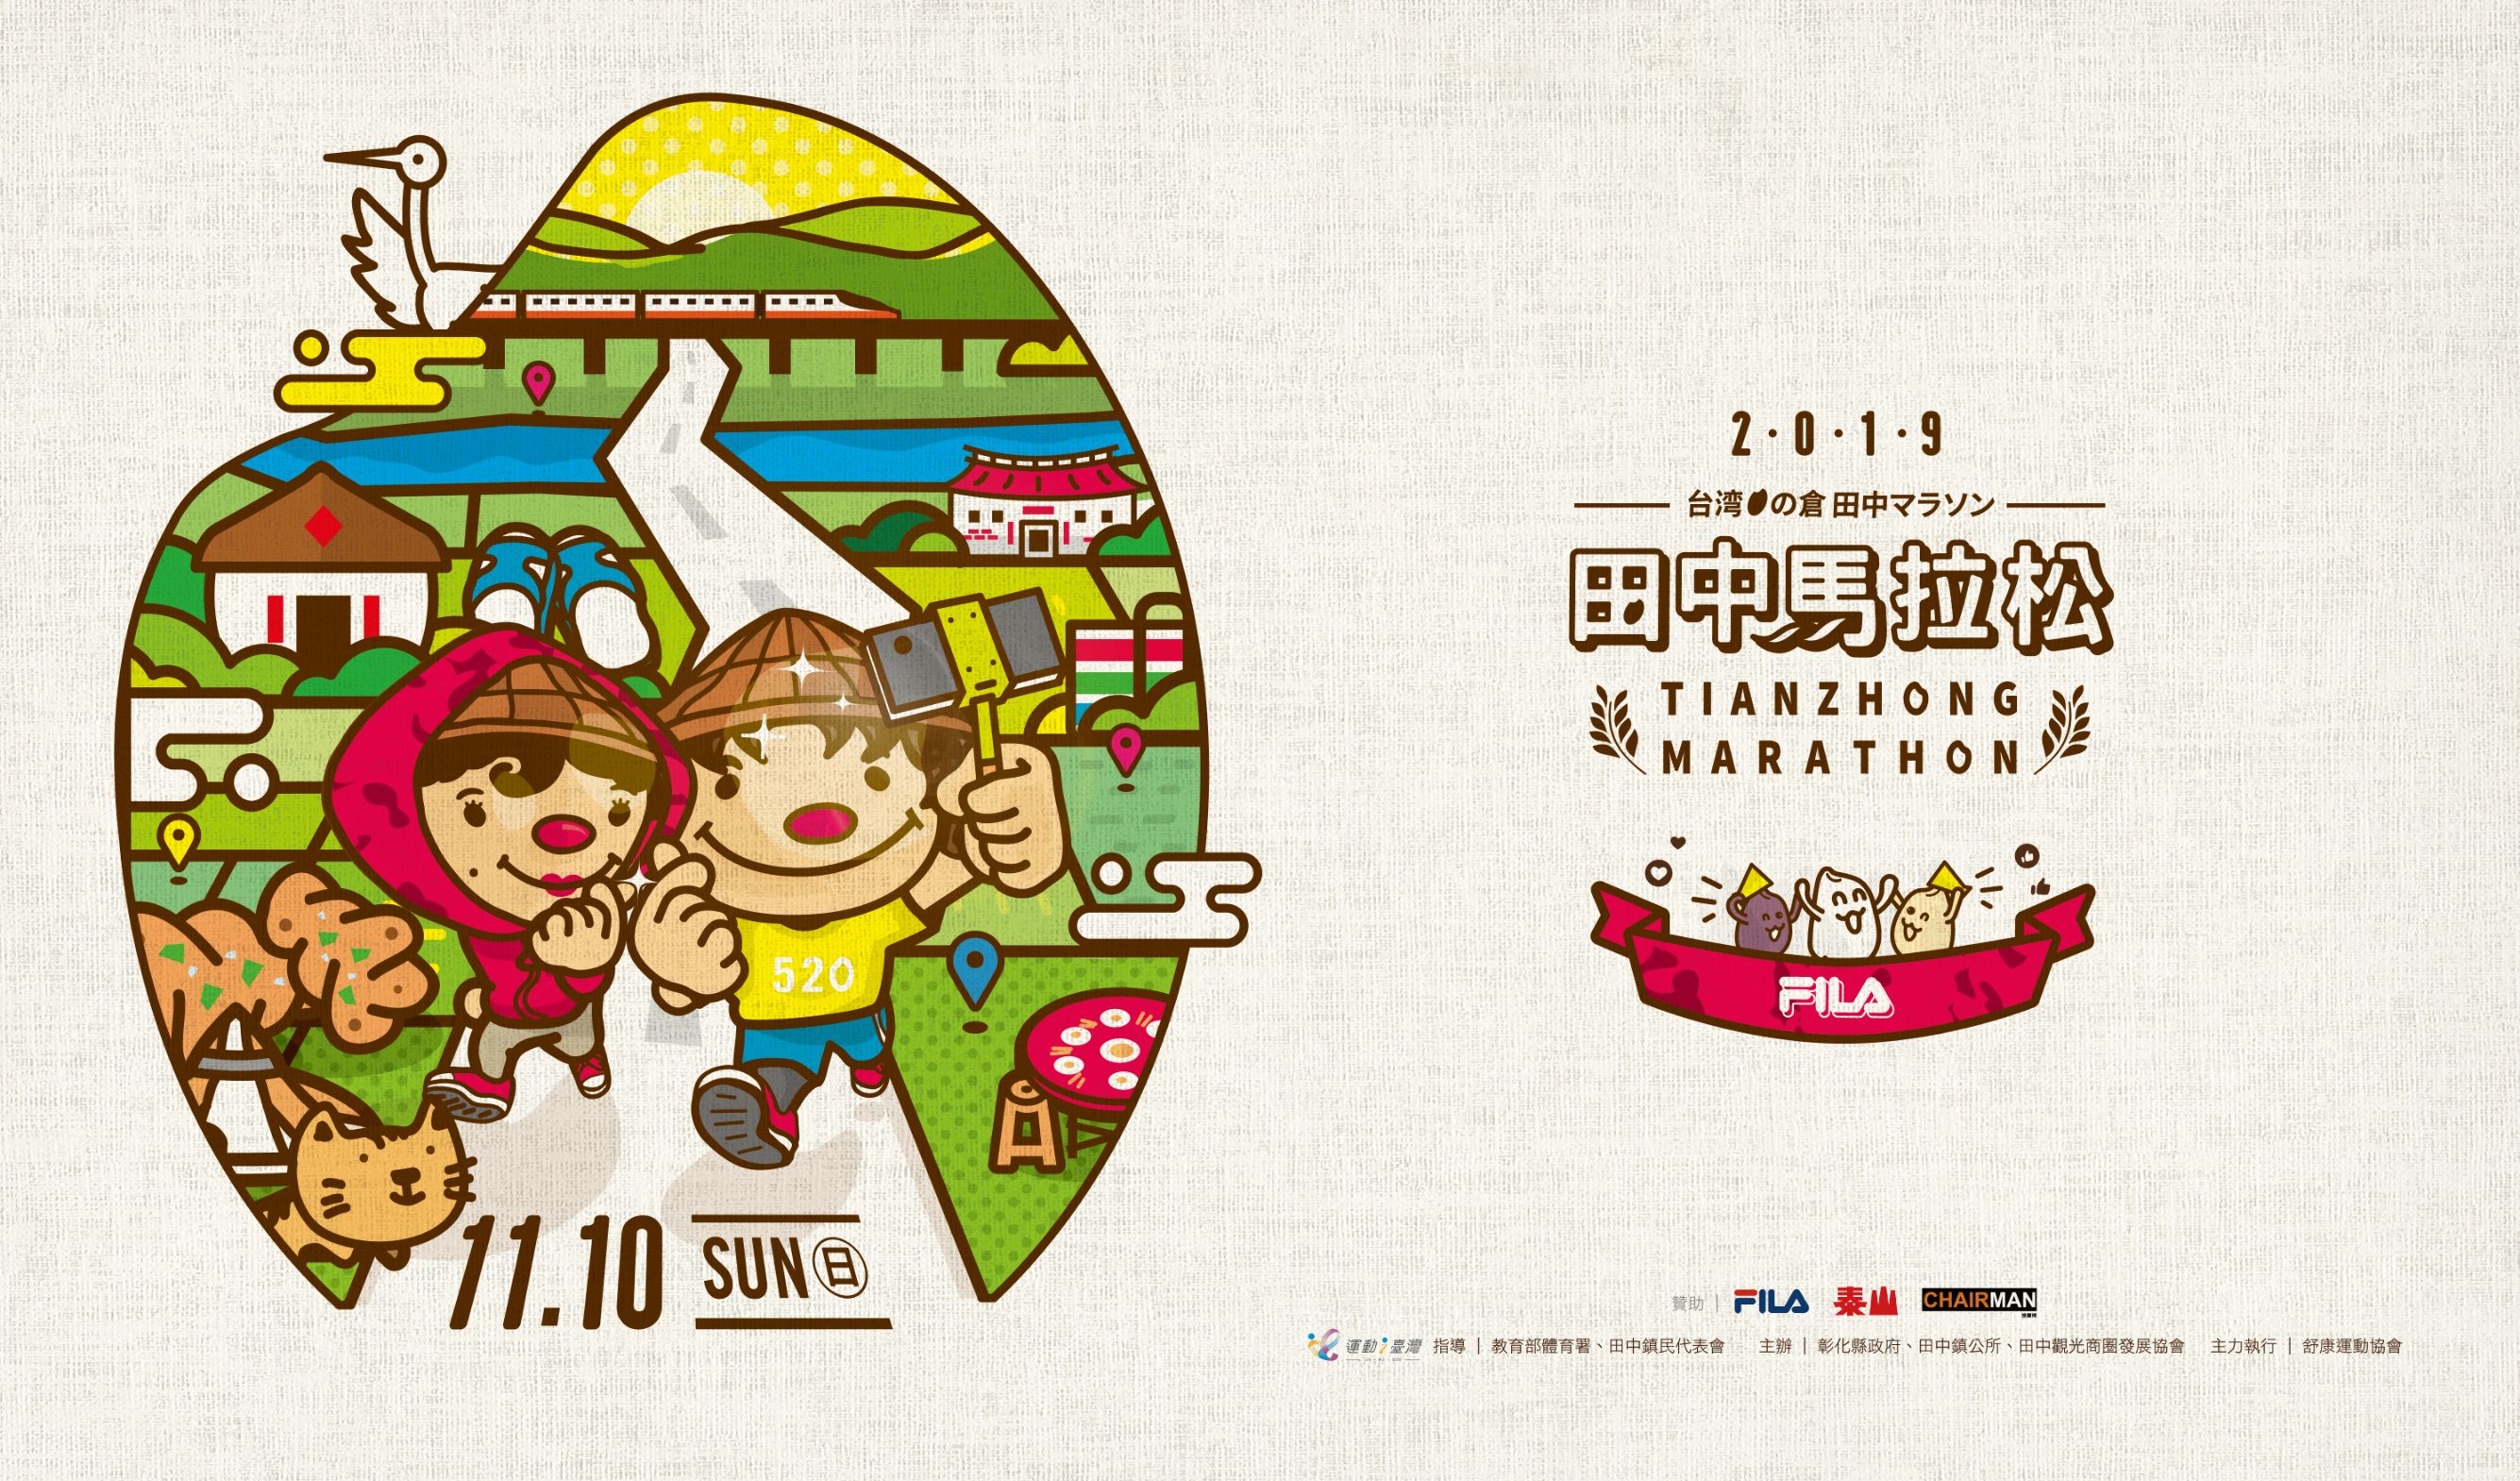 2·0·1·9
台湾の倉 田中マラソン
田中馬拉松
TIANZHONG
MARATHON
FILA
520
11.10 SUN 日
贊助 | FILA 泰山 CHAIRMAN
運動i臺灣 指導 | 教育部體育署、田中鎮民代表會 主辦 | 彰化縣政府、田中鎮公所、田中觀光商圈發展協會 主力執行 | 舒康運動協會